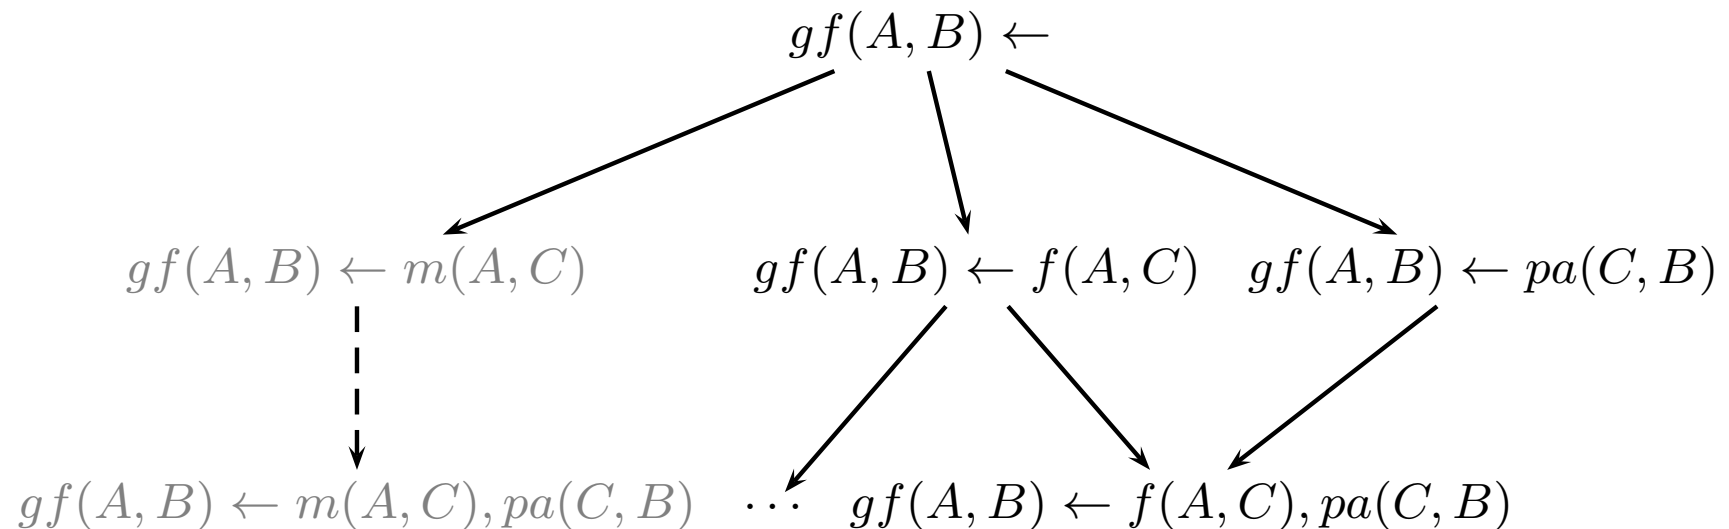 gf(A, B) ←
gf(A, B) ← m(A, C) gf(A, B) ← f(A, C) gf(A, B) ← pa(C, B)
gf(A, B) ← m(A, C), pa(C, B) ··· gf(A, B) ← f(A, C), pa(C, B)